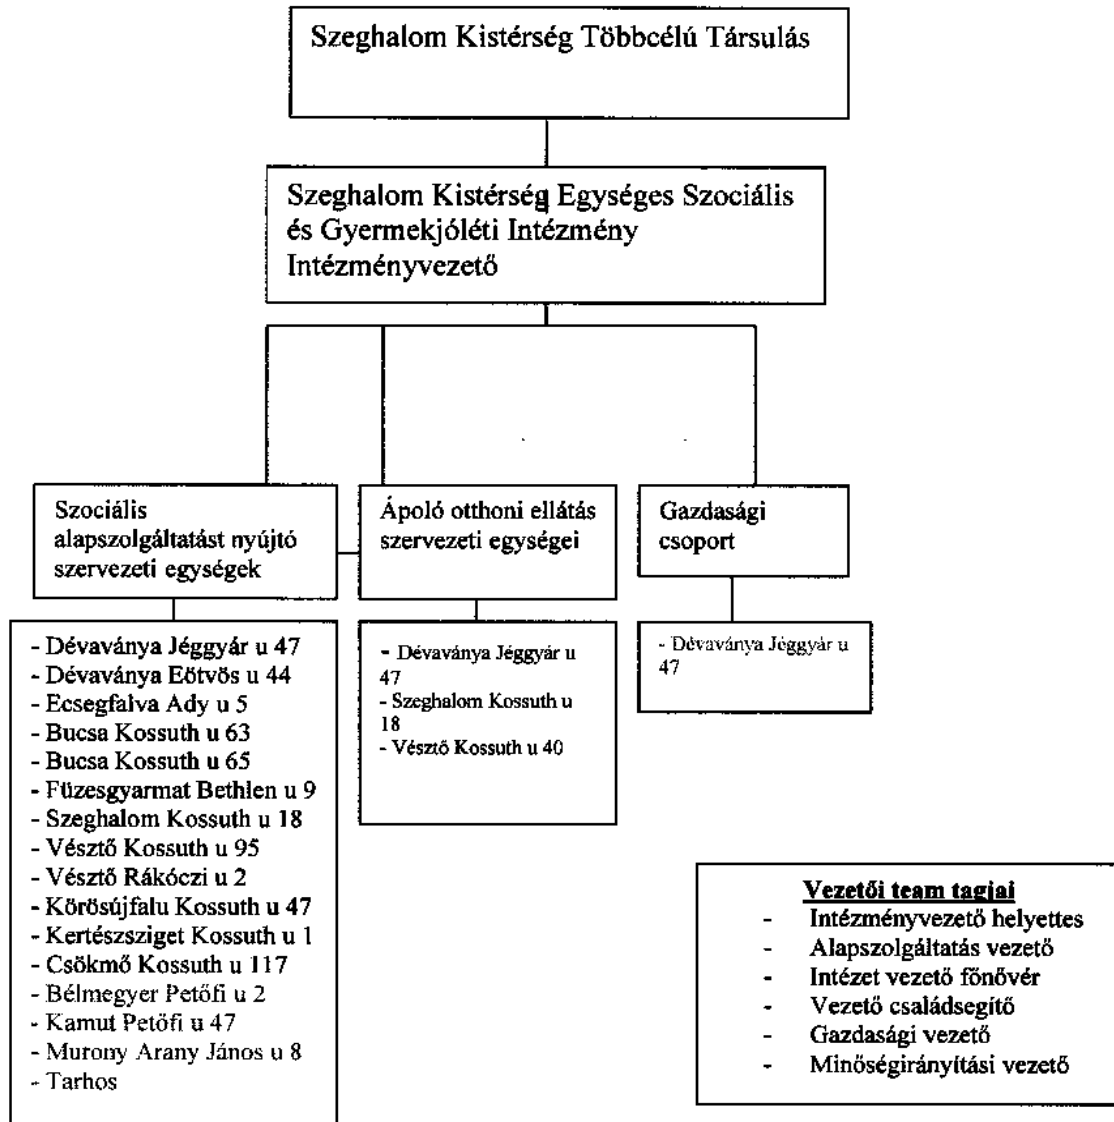 Szeghalom Kistérség Többcélú Társulás
Szeghalom Kistérség Egységes Szociális
és Gyermekjóléti Intézmény
Intézményvezető
Szociális
alapszolgáltatást nyújtó
szervezeti egységek
Ápoló otthoni ellátás
szervezeti egységei
Gazdasági
csoport
- Dévaványa Jéggyár u 47
- Dévaványa Eötvös u 44
- Ecsegfalva Ady u 5
- Bucsa Kossuth u 63
- Bucsa Kossuth u 65
- Füzesgyarmat Bethlen u 9
- Szeghalom Kossuth u 18
- Vésztő Kossuth u 95
- Vésztő Rákóczi u 2
- Körösújfalu Kossuth u 47
- Kertészsziget Kossuth u 1
- Csökmő Kossuth u 117
- Bélmegyer Petőfi u 2
- Kamut Petőfi u 47
- Murony Arany János u 8
- Tarhos
- Dévaványa Jéggyár u
47
- Szeghalom Kossuth u
18
- Vésztő Kossuth u 40
- Dévaványa Jéggyár u
47
Vezetői team tagjai
- Intézményvezető helyettes
- Alapszolgáltatás vezető
- Intézet vezető főnővér
- Vezető családsegítő
- Gazdasági vezető
- Minőségirányítási vezető